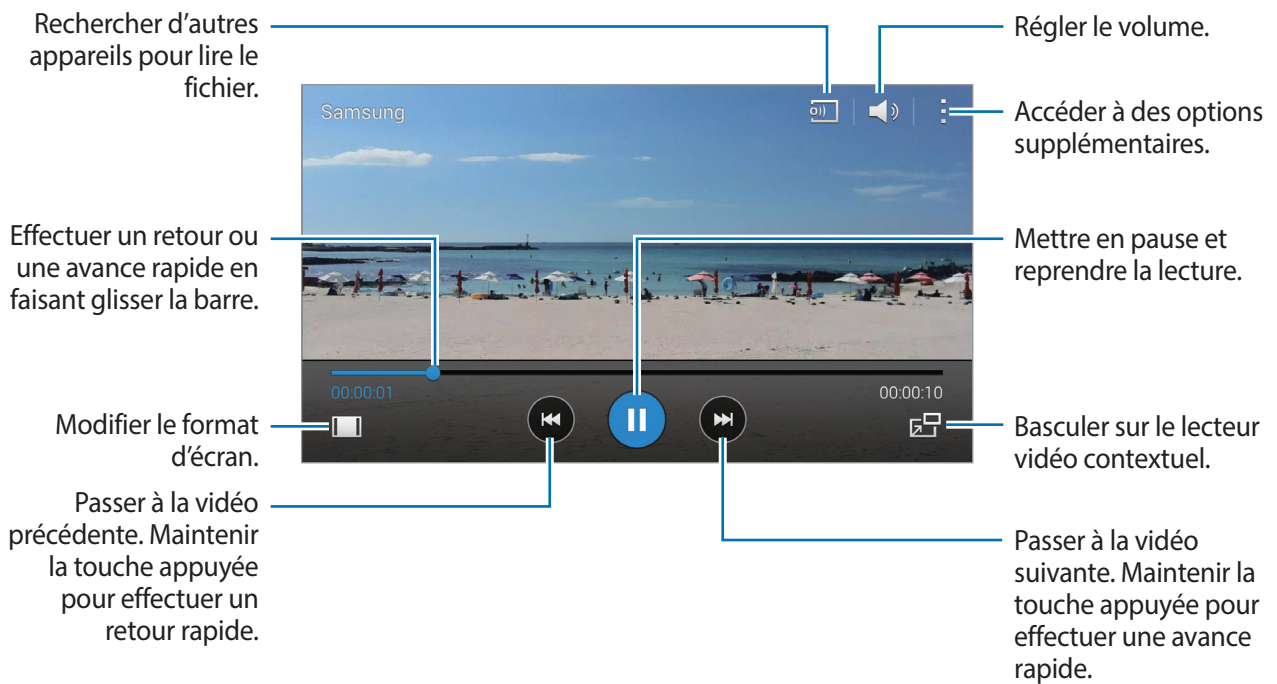 Rechercher d'autres
appareils pour lire le
fichier.
Régler le volume.
Samsung
Accéder à des options
supplémentaires.
Effectuer un retour ou
une avance rapide en
faisant glisser la barre.
Mettre en pause et
reprendre la lecture.
00:00:01
00:00:10
Modifier le format
d'écran.
Basculer sur le lecteur
vidéo contextuel.
Passer à la vidéo
précédente. Maintenir
la touche appuyée
pour effectuer un
retour rapide.
Passer à la vidéo
suivante. Maintenir la
touche appuyée pour
effectuer une avance
rapide.